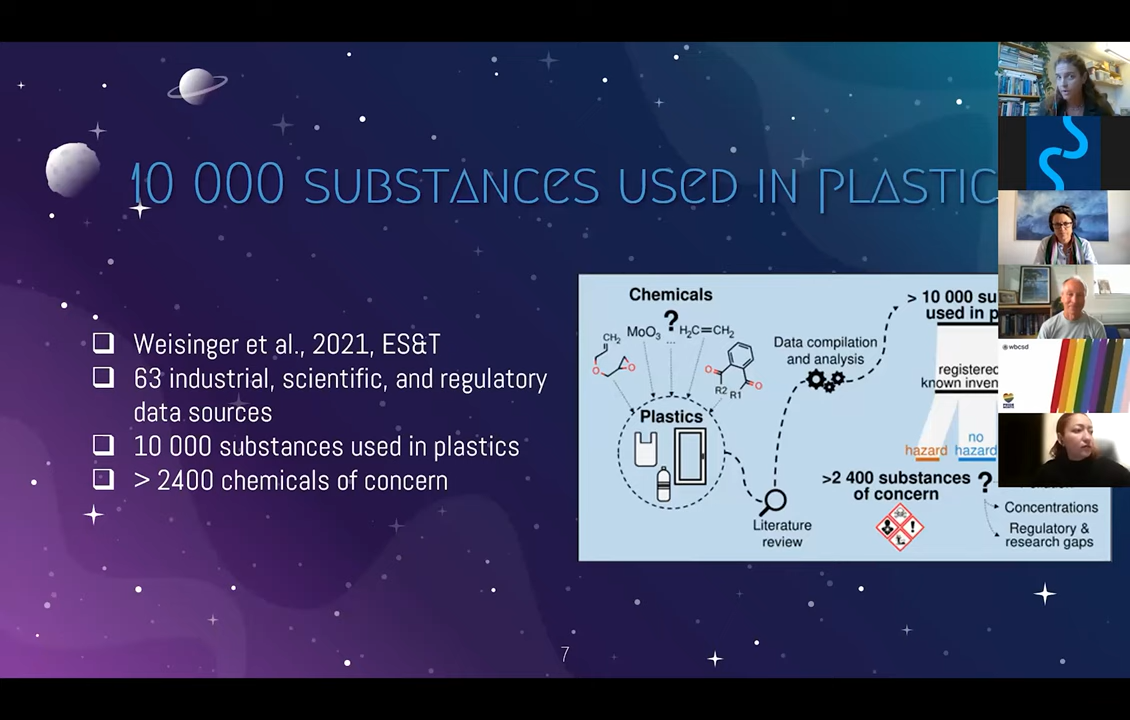 10 000 SUBSTANCES USED IN PLASTIC
Weisinger et al., 2021, ES&T
63 industrial, scientific, and regulatory
data sources
10 000 substances used in plastics
> 2400 chemicals of concern
Chemicals
?
MoO3
H2C=CH2
CH2
...
O
O
O
O
R2 R1
Plastics
Literature
review
Data compilation
and analysis
> 10 000 su
used in p
registered
known inven
hazard
no
hazard
>2 400 substances
of concern
?
Concentrations
Regulatory &
research gaps
wbcsd
7